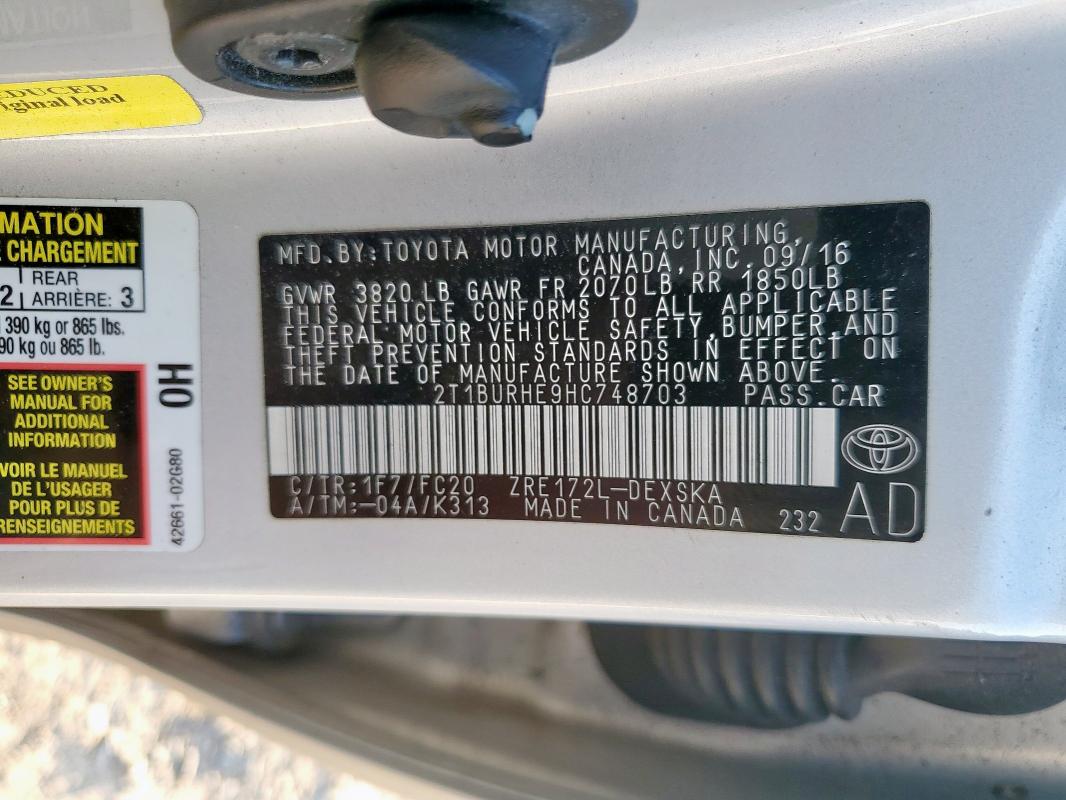 REDUCED
original load
MATION
CHARGEMENT
2 REAR
ARRIÈRE: 3
390 kg or 865 lbs.
90 kg ou 865 lb.
SEE OWNER'S
MANUAL FOR
ADDITIONAL
INFORMATION
VOIR LE MANUEL
DE L'USAGER
POUR PLUS DE
RENSEIGNEMENTS
0H
42661-02G80
MFD.BY:TOYOTA MOTOR MANUFACTURING,
CANADA,INC.09/16
GVWR 3820 LB GAWR FR 2070LB RR 1850LB
THIS VEHICLE CONFORMS TO ALL APPLICABLE
FEDERAL MOTOR VEHICLE SAFETY,BUMPER,AND
THEFT PREVENTION STANDARDS IN EFFECT ON
THE DATE OF MANUFACTURE SHOWN ABOVE.
2T1BURHE9HC748703 PASS.CAR
C/TR:1F7/FC20 ZRE172L-DEXSKA
A/TM:-04A/K313 MADE IN CANADA 232 AD